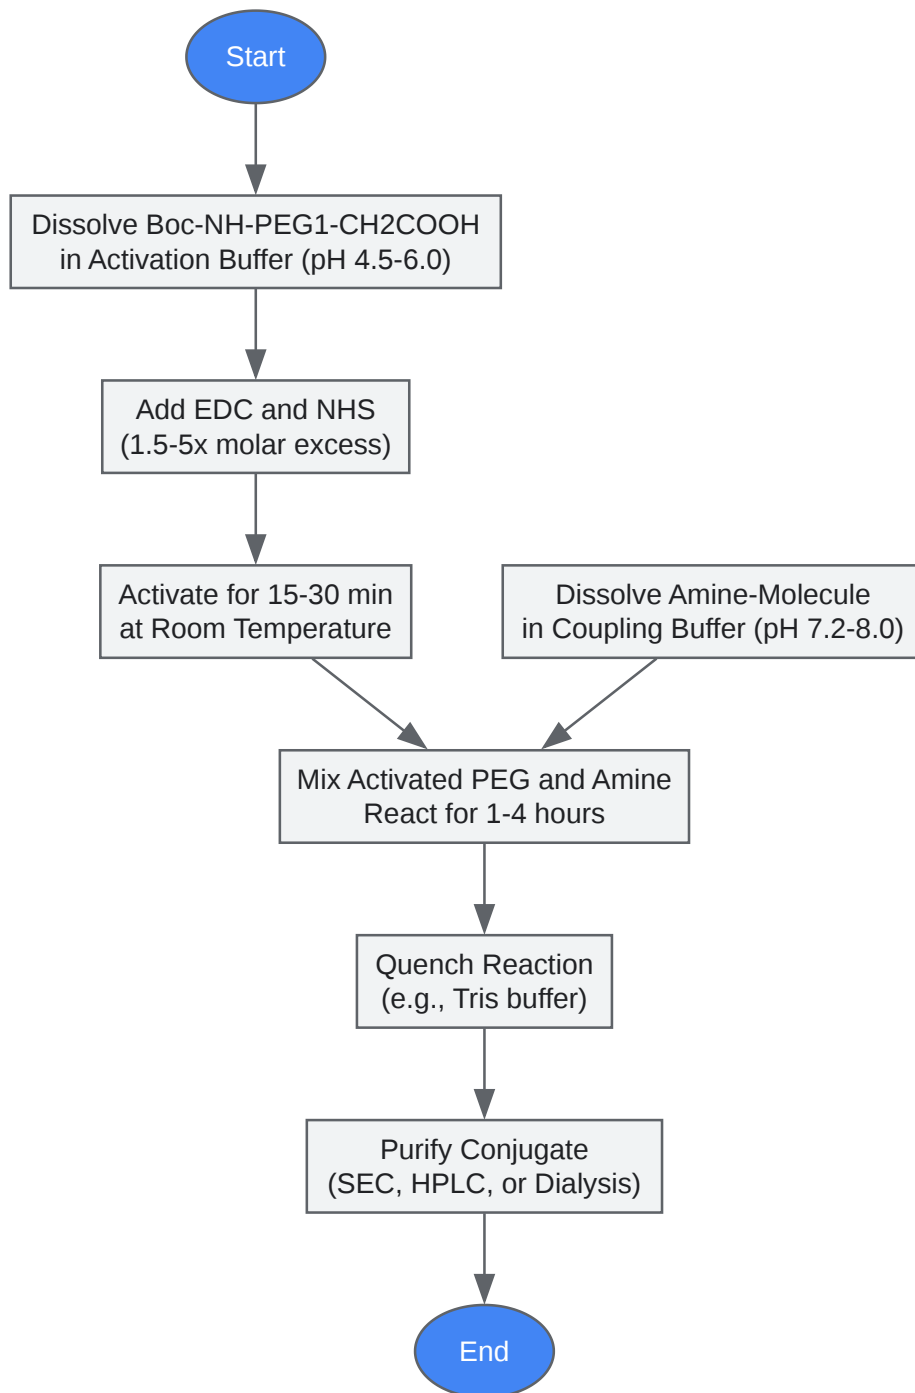 Start
Dissolve Boc-NH-PEG1-CH2COOH
in Activation Buffer (pH 4.5-6.0)
Add EDC and NHS
(1.5-5x molar excess)
Activate for 15-30 min
at Room Temperature
Dissolve Amine-Molecule
in Coupling Buffer (pH 7.2-8.0)
Mix Activated PEG and Amine
React for 1-4 hours
Quench Reaction
(e.g., Tris buffer)
Purify Conjugate
(SEC, HPLC, or Dialysis)
End